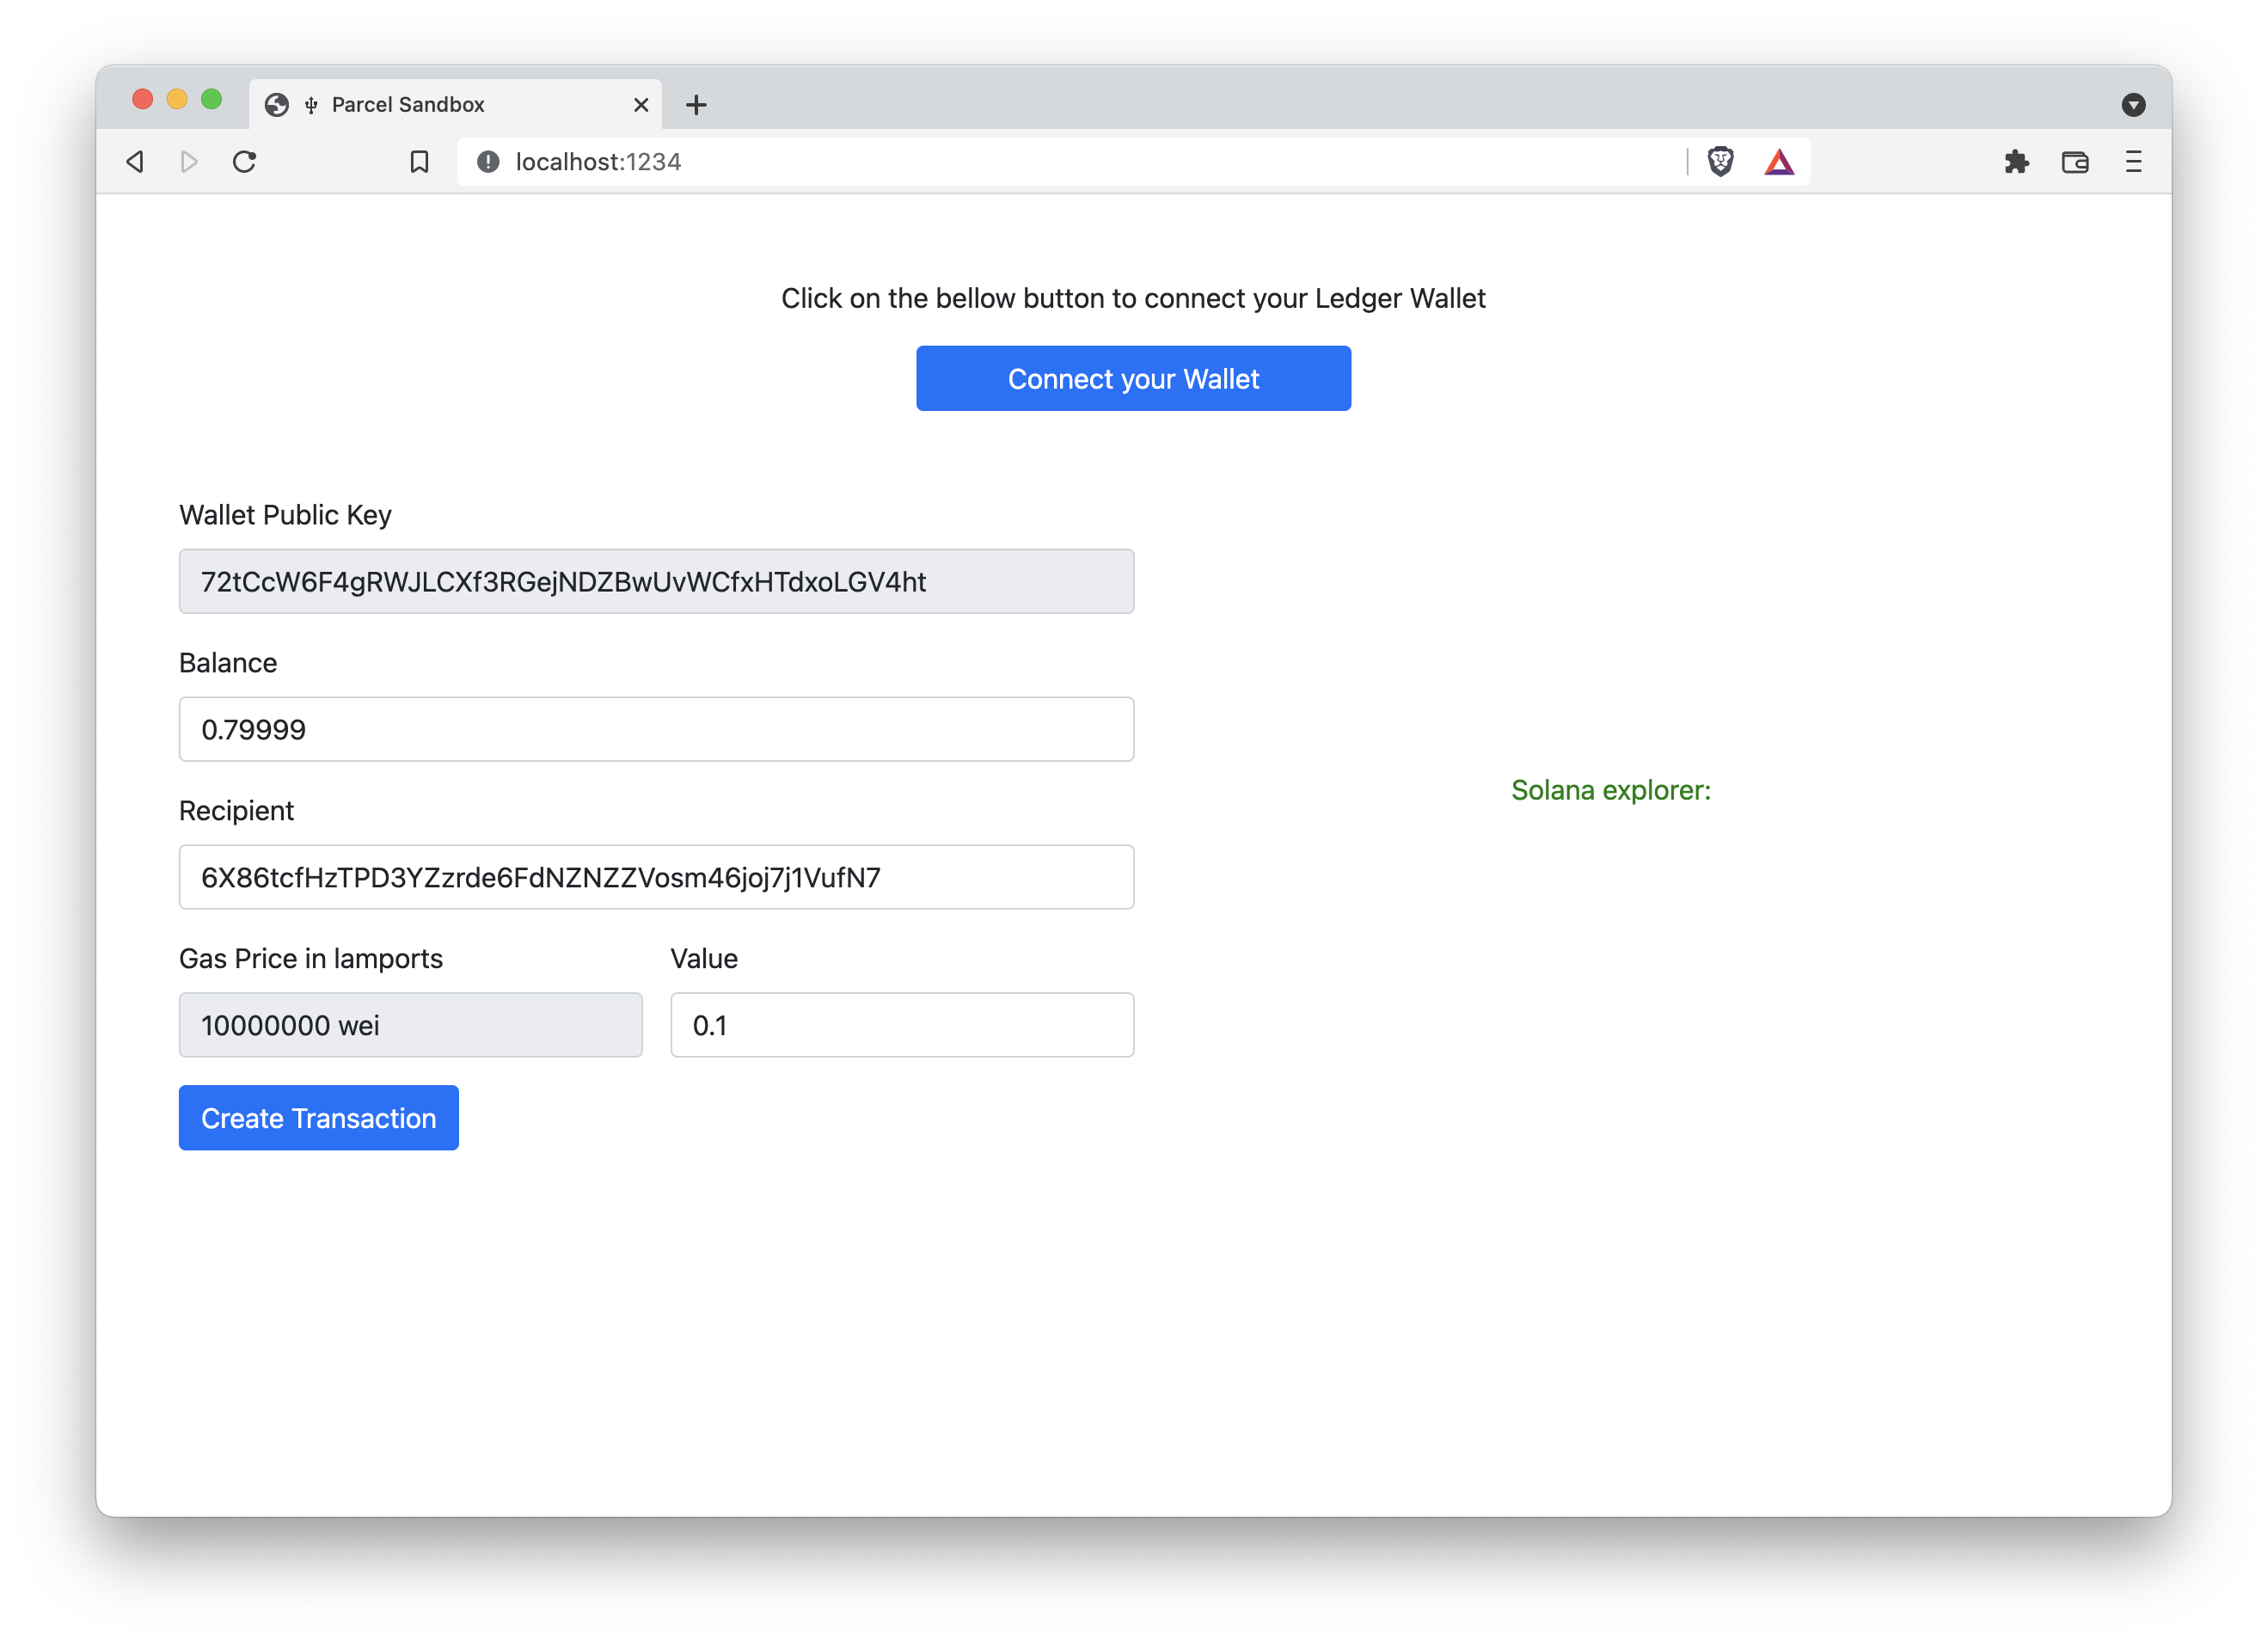 Parcel Sandbox
localhost:1234
Click on the bellow button to connect your Ledger Wallet
Connect your Wallet
Wallet Public Key
72tCcW6F4gRWJLCXf3RGejNDZBwUvWCfxHTdxoLGV4ht
Balance
0.79999
Solana explorer:
Recipient
6X86tcfHzTPD3YZzrde6FdNZNZZVosm46joj7j1VufN7
Gas Price in lamports
Value
10000000 wei
0.1
Create Transaction